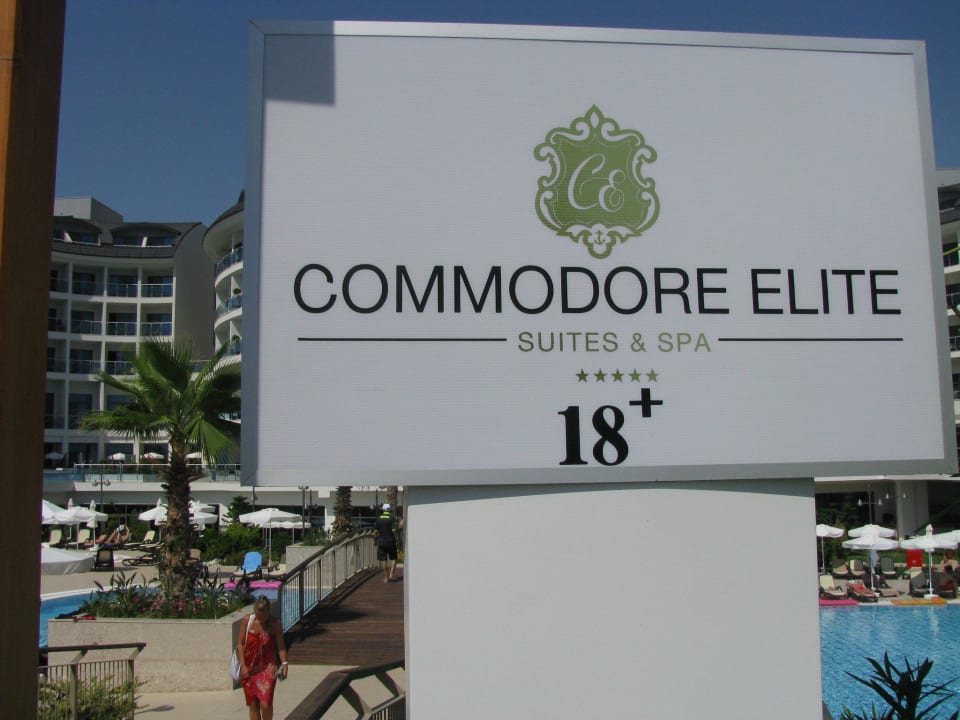 CE
COMMODORE ELITE
SUITES & SPA
18+